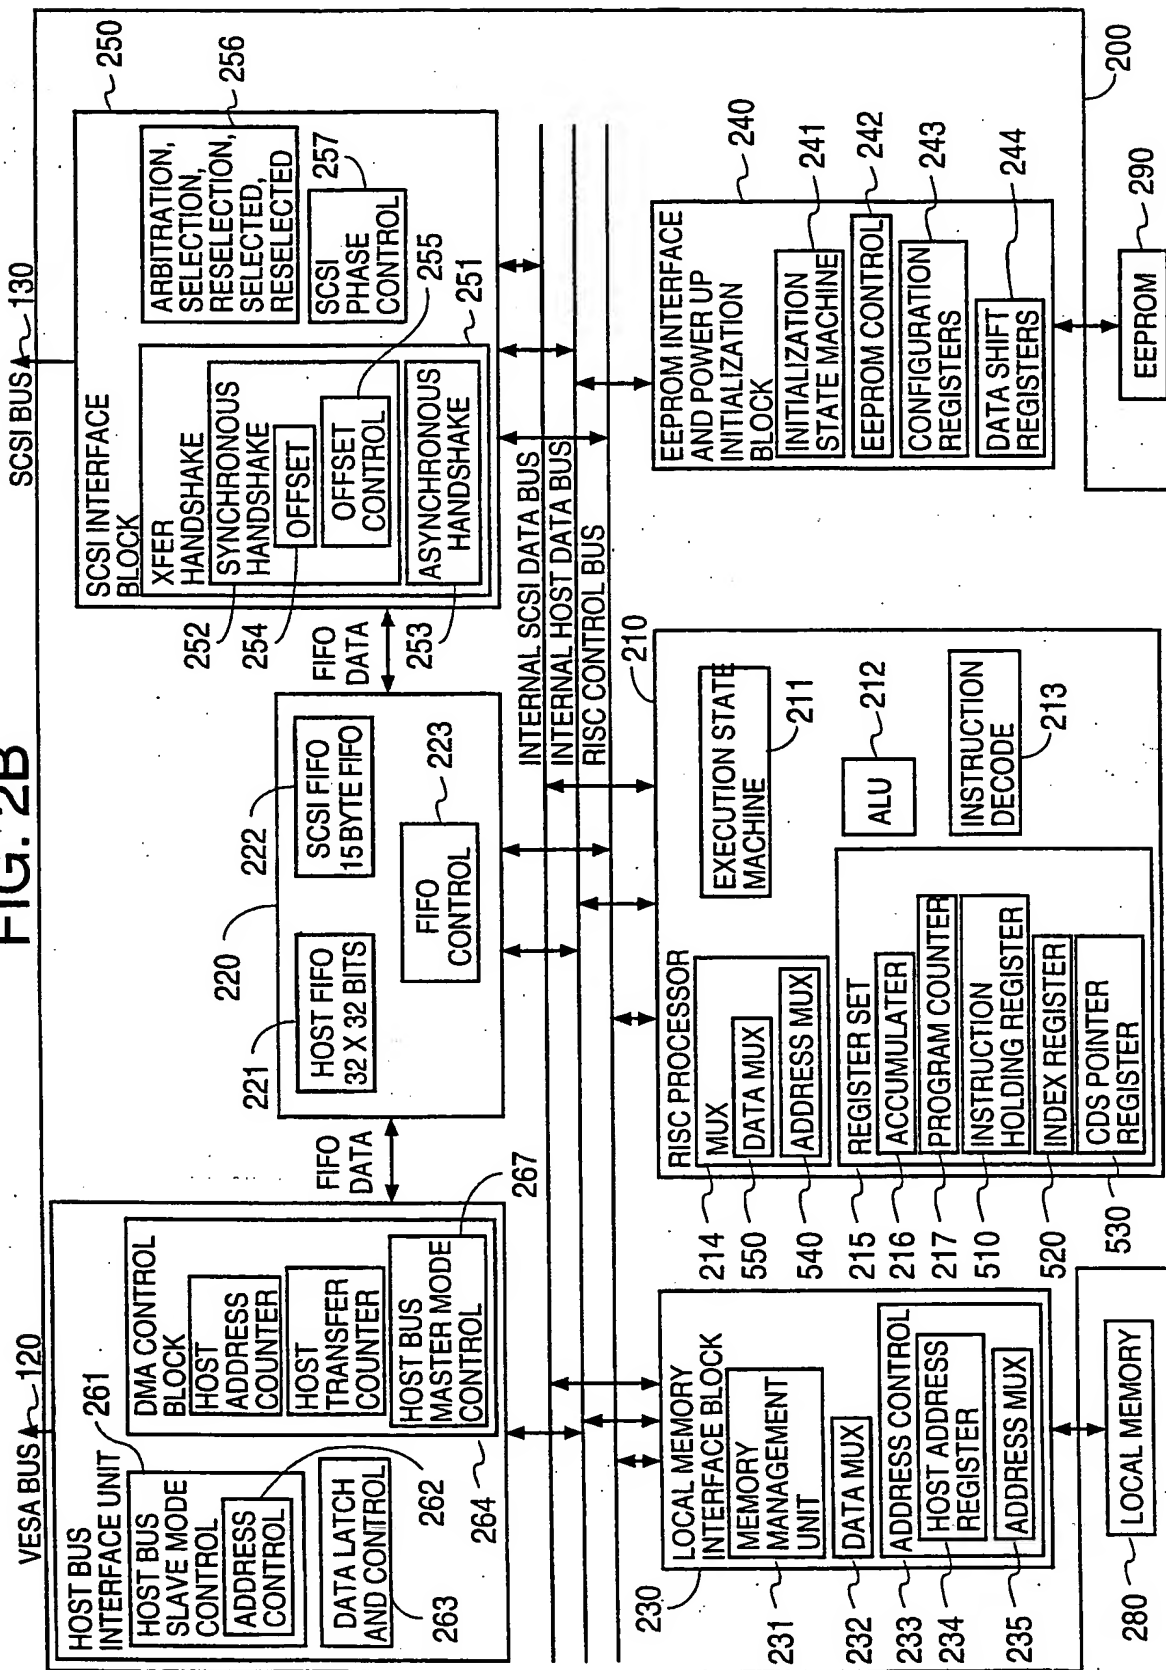 FIG. 2B
VESA BUS
120
SCSI BUS
130
HOST BUS
INTERFACE UNIT
261
HOST BUS
SLAVE MODE
CONTROL
ADDRESS
CONTROL
262
DATA LATCH
AND CONTROL
263
DMA CONTROL
BLOCK
HOST
ADDRESS
COUNTER
HOST
TRANSFER
COUNTER
HOST BUS
MASTER MODE
CONTROL
264
267
FIFO
DATA
220
221
HOST FIFO
32 X 32 BITS
222
SCSI FIFO
15 BYTE FIFO
FIFO
CONTROL
223
FIFO
DATA
SCSI INTERFACE
BLOCK
250
XFER
HANDSHAKE
SYNCHRONOUS
HANDSHAKE
OFFSET
OFFSET
CONTROL
ASYNCHRONOUS
HANDSHAKE
252
254
253
255
251
ARBITRATION,
SELECTION,
RESELECTION,
SELECTED,
RESELECTED
256
SCSI
PHASE
CONTROL
257
INTERNAL SCSI DATA BUS
INTERNAL HOST DATA BUS
RISC CONTROL BUS
LOCAL MEMORY
INTERFACE BLOCK
230
MEMORY
MANAGEMENT
UNIT
231
DATA MUX
232
ADDRESS CONTROL
233
HOST ADDRESS
REGISTER
234
ADDRESS MUX
235
LOCAL MEMORY
280
RISC PROCESSOR
210
MUX
214
DATA MUX
550
ADDRESS MUX
540
REGISTER SET
215
ACCUMULATER
216
PROGRAM COUNTER
217
INSTRUCTION
HOLDING REGISTER
510
INDEX REGISTER
520
CDS POINTER
REGISTER
530
EXECUTION STATE
MACHINE
211
ALU
212
INSTRUCTION
DECODE
213
EEPROM INTERFACE
AND POWER UP
INITIALIZATION
BLOCK
240
INITIALIZATION
STATE MACHINE
241
EEPROM CONTROL
242
CONFIGURATION
REGISTERS
243
DATA SHIFT
REGISTERS
244
EEPROM
290
200